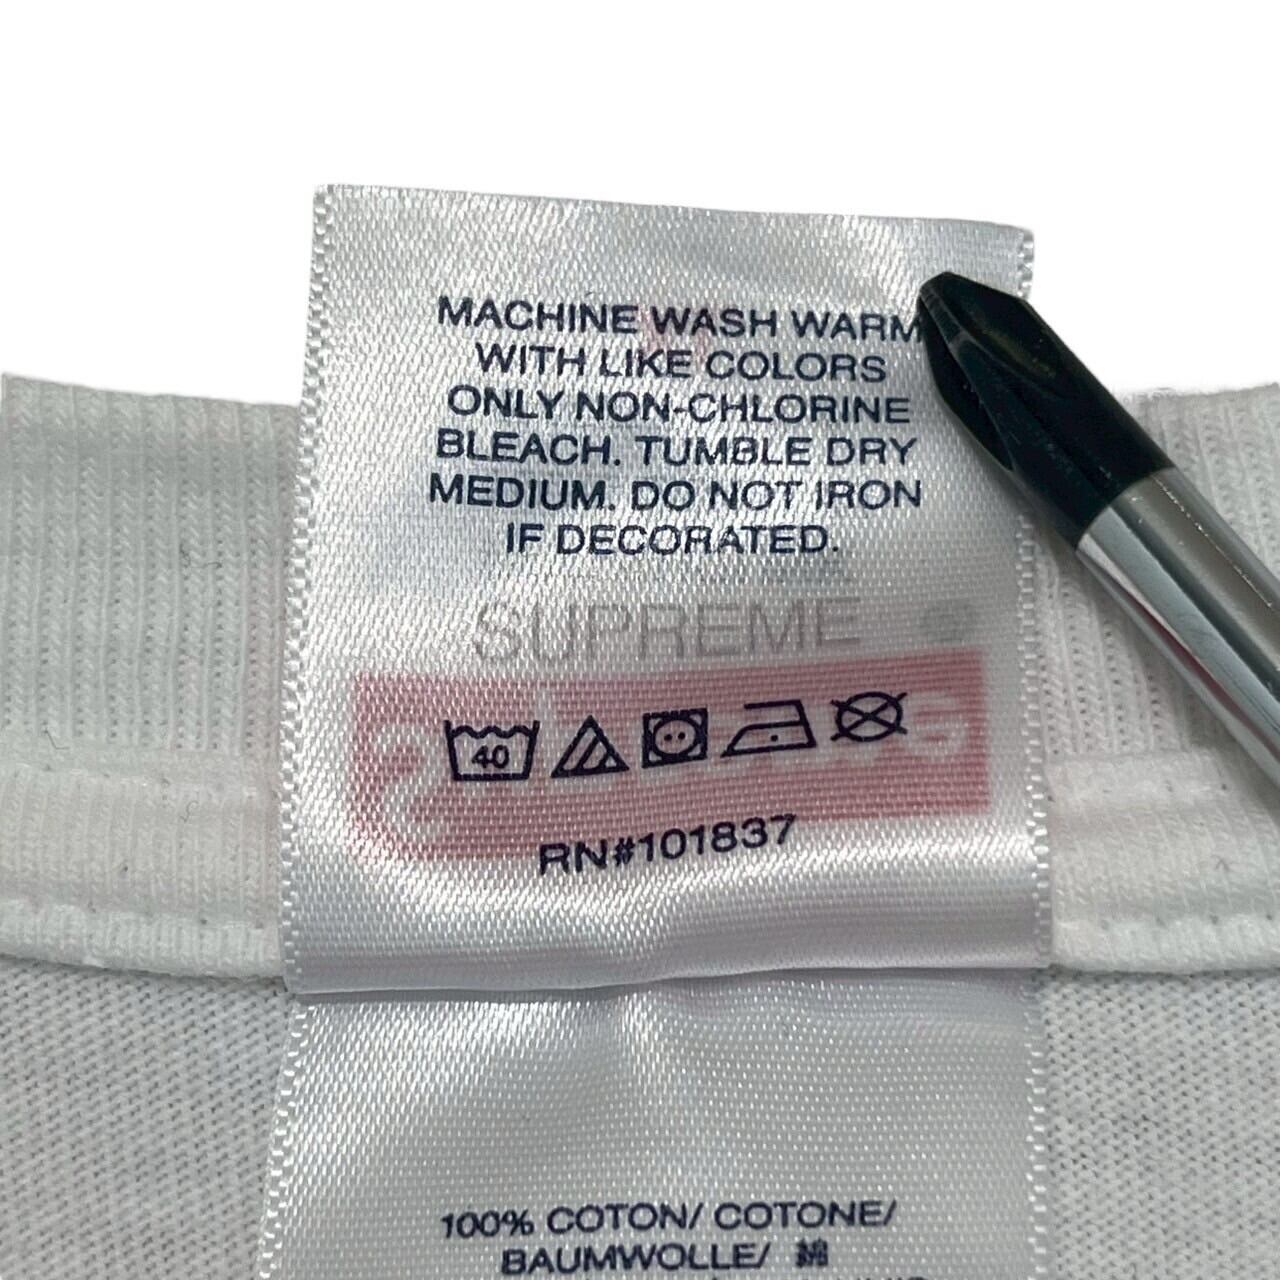 MACHINE WASH WARM
WITH LIKE COLORS
ONLY NON-CHLORINE
BLEACH. TUMBLE DRY
MEDIUM. DO NOT IRON
IF DECORATED.
SUPREME
40
RN#101837
100% COTON/ COTONE/
BAUMWOLLE/ 綿